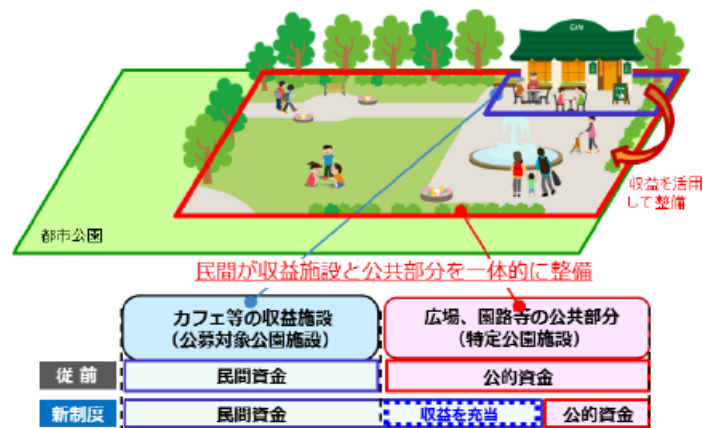 Cafe
収益を活用
して整備
都市公園
民間が収益施設と公共部分を一体的に整備
カフェ等の収益施設
(公募対象公園施設)
広場、園路等の公共部分
(特定公園施設)
従前
民間資金
公的資金
新制度
民間資金
収益を充当
公的資金